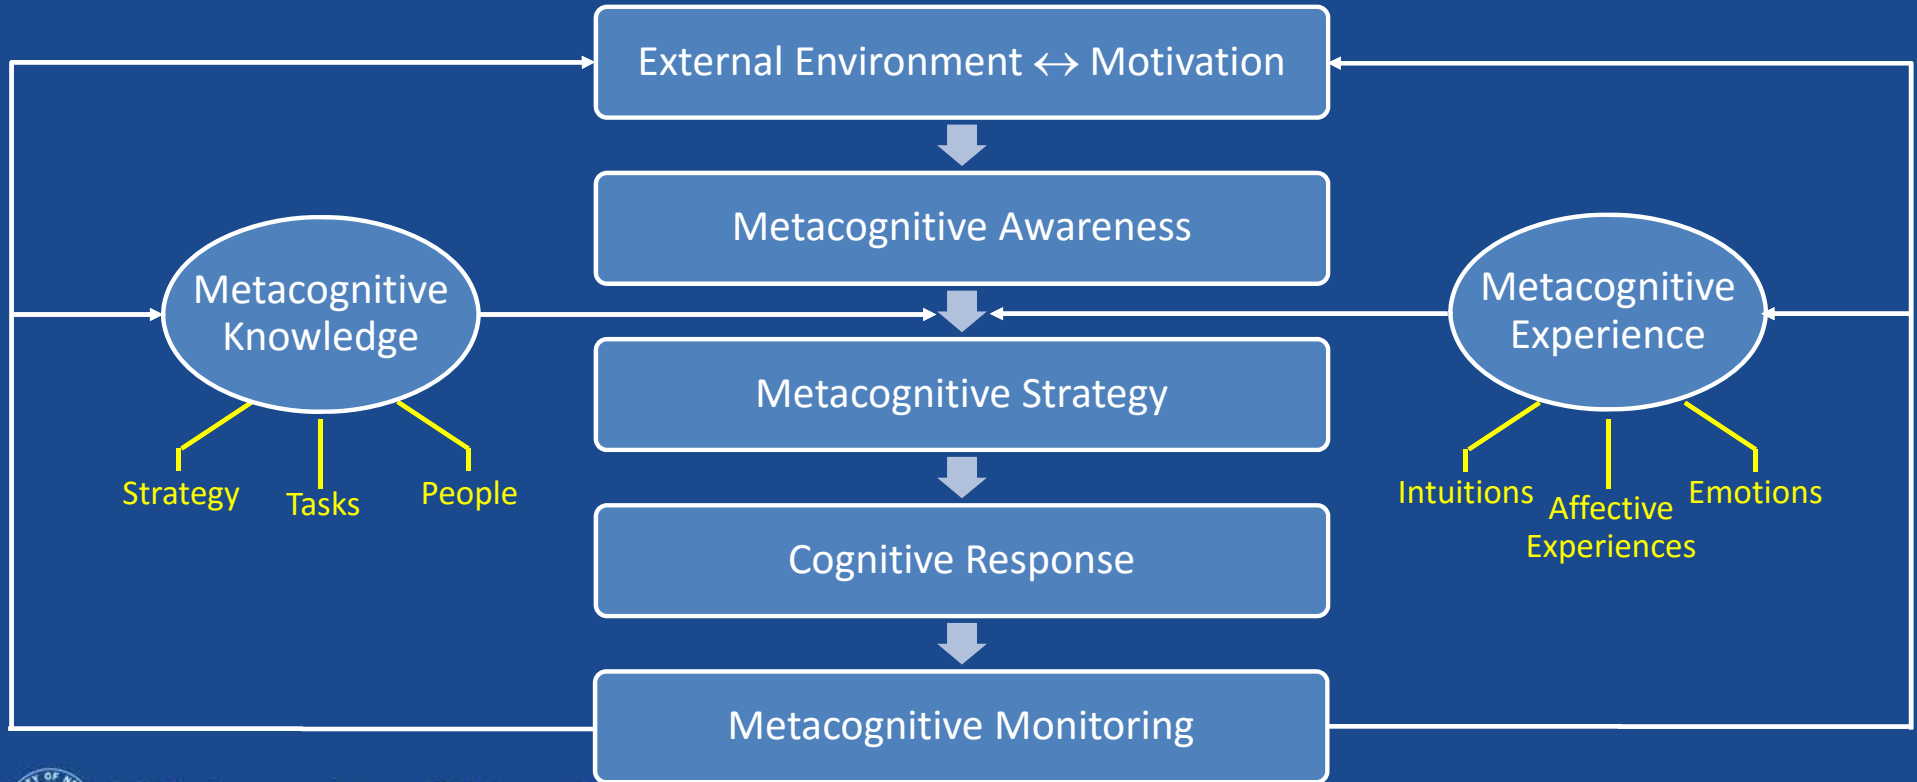 External Environment ↔ Motivation
Metacognitive Awareness
Metacognitive
Knowledge
Metacognitive
Experience
Metacognitive Strategy
Strategy
Tasks
People
Intuitions
Affective
Experiences
Emotions
Cognitive Response
Metacognitive Monitoring